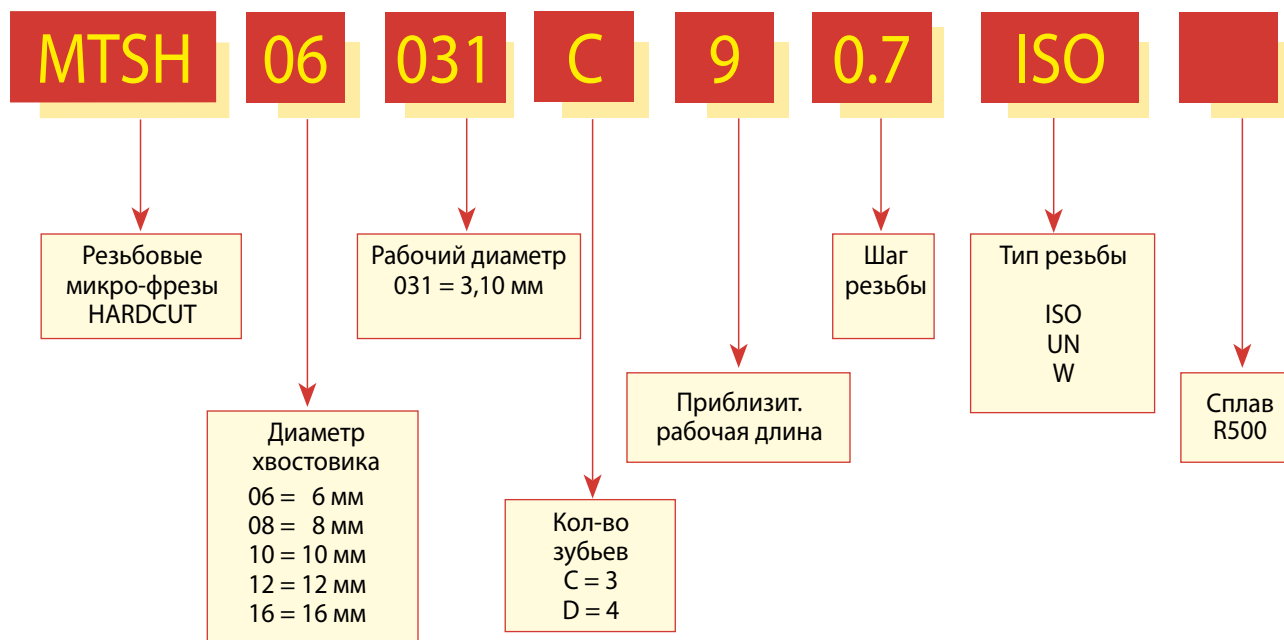 MTSH 06 031 C 9 0.7 ISO
Резьбовые
микро-фрезы
HARDCUT
Рабочий диаметр
031 = 3,10 мм
Шаг
резьбы
Тип резьбы
ISO
UN
W
Приблизит.
рабочая длина
Сплав
R500
Диаметр
хвостовика
06 = 6 мм
08 = 8 мм
10 = 10 мм
12 = 12 мм
16 = 16 мм
Кол-во
зубьев
C = 3
D = 4